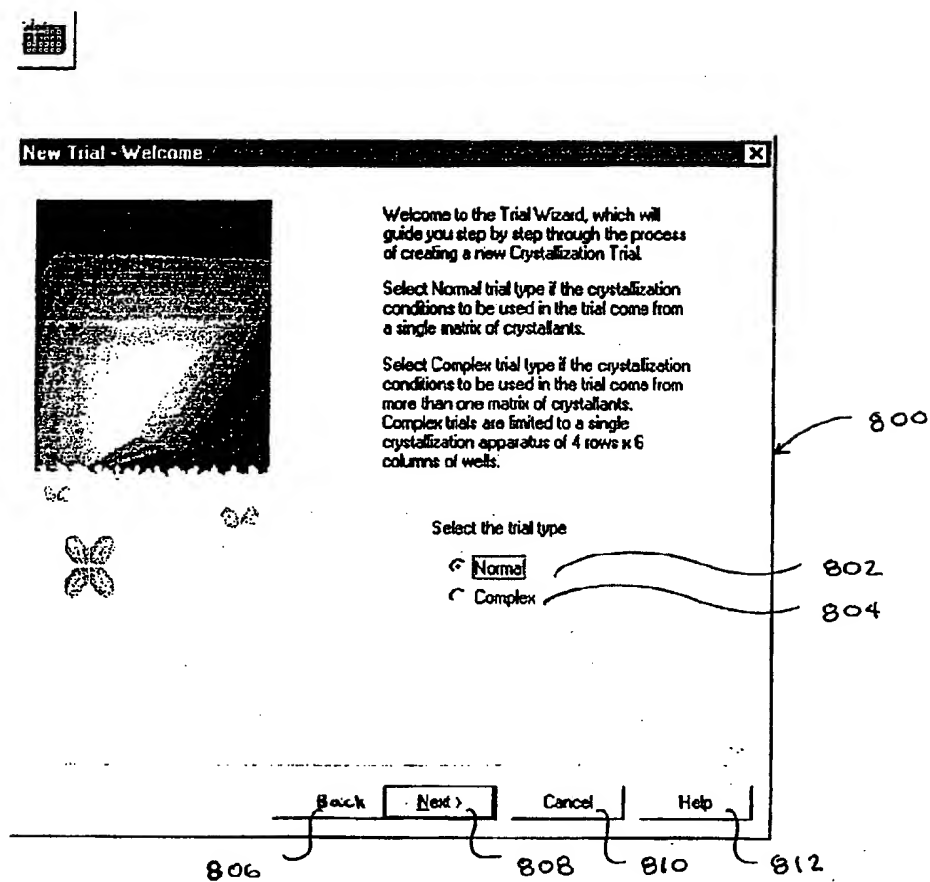 New Trial - Welcome
Welcome to the Trial Wizard, which will
guide you step by step through the process
of creating a new Crystallization Trial.
Select Normal trial type if the crystallization
conditions to be used in the trial come from
a single matrix of crystallants.
Select Complex trial type if the crystallization
conditions to be used in the trial come from
more than one matrix of crystallants.
Complex trials are limited to a single
crystallization apparatus of 4 rows x 6
columns of wells.
800
Select the trial type
Normal
802
Complex
804
Back
Next >
Cancel
Help
806
808
810
812